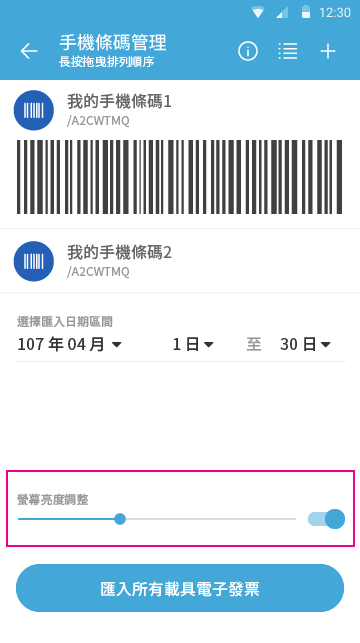 12:30
手機條碼管理
長按拖曳排列順序
我的手機條碼1
/A2CWTMQ
我的手機條碼2
/A2CWTMQ
選擇匯入日期區間
107 年 04 月 1 日 至 30 日
螢幕亮度調整
匯入所有載具電子發票